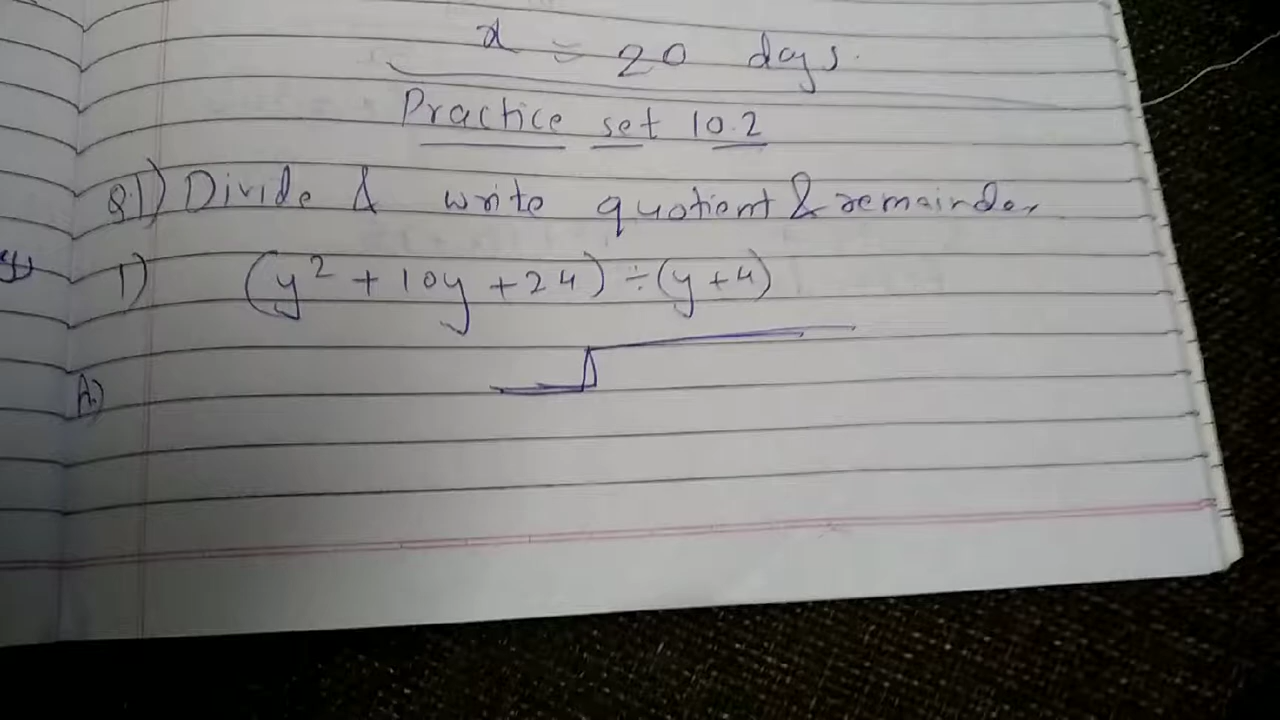 x = 20 days.
Practice set 10.2
Q.1) Divide & write quotient & remainder
1) (y² + 10y + 24) ÷ (y + 4)
A)